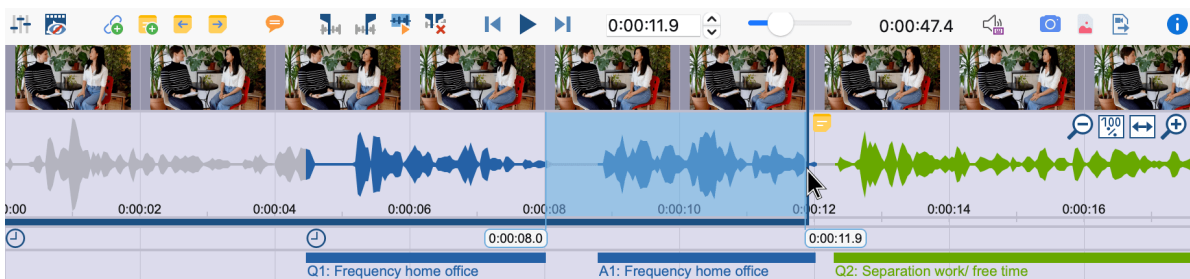 0:00:11.9 0:00:47.4
100 %
0:00 0:00:02 0:00:04 0:00:06 0:00:08 0:00:10 0:00:12 0:00:14 0:00:16
0:00:08.0 0:00:11.9
Q1: Frequency home office A1: Frequency home office Q2: Separation work/ free time